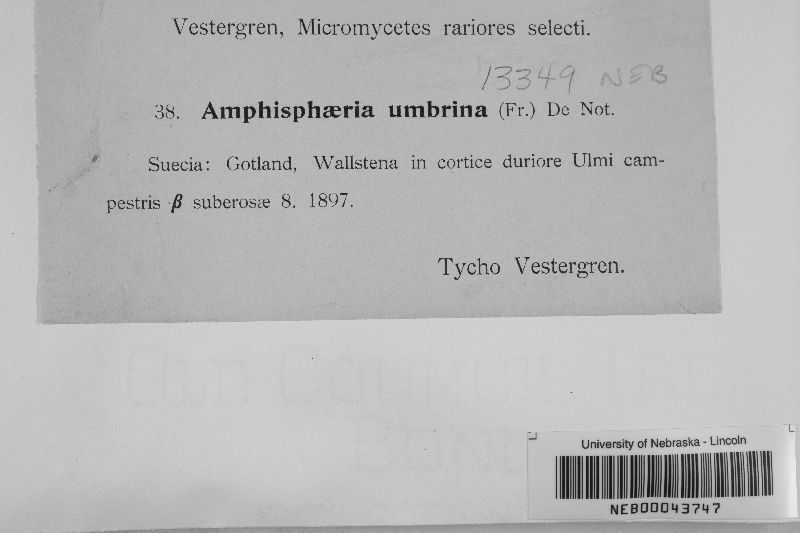 Vestergren, Micromycetes rariores selecti.
13349 NEB
38. Amphisphæria umbrina (Fr.) De Not.
Suecia: Gotland, Wallstena in cortice duriore Ulmi cam-
pestris β suberosæ 8. 1897.
Tycho Vestergren.
University of Nebraska - Lincoln
NEB00043747